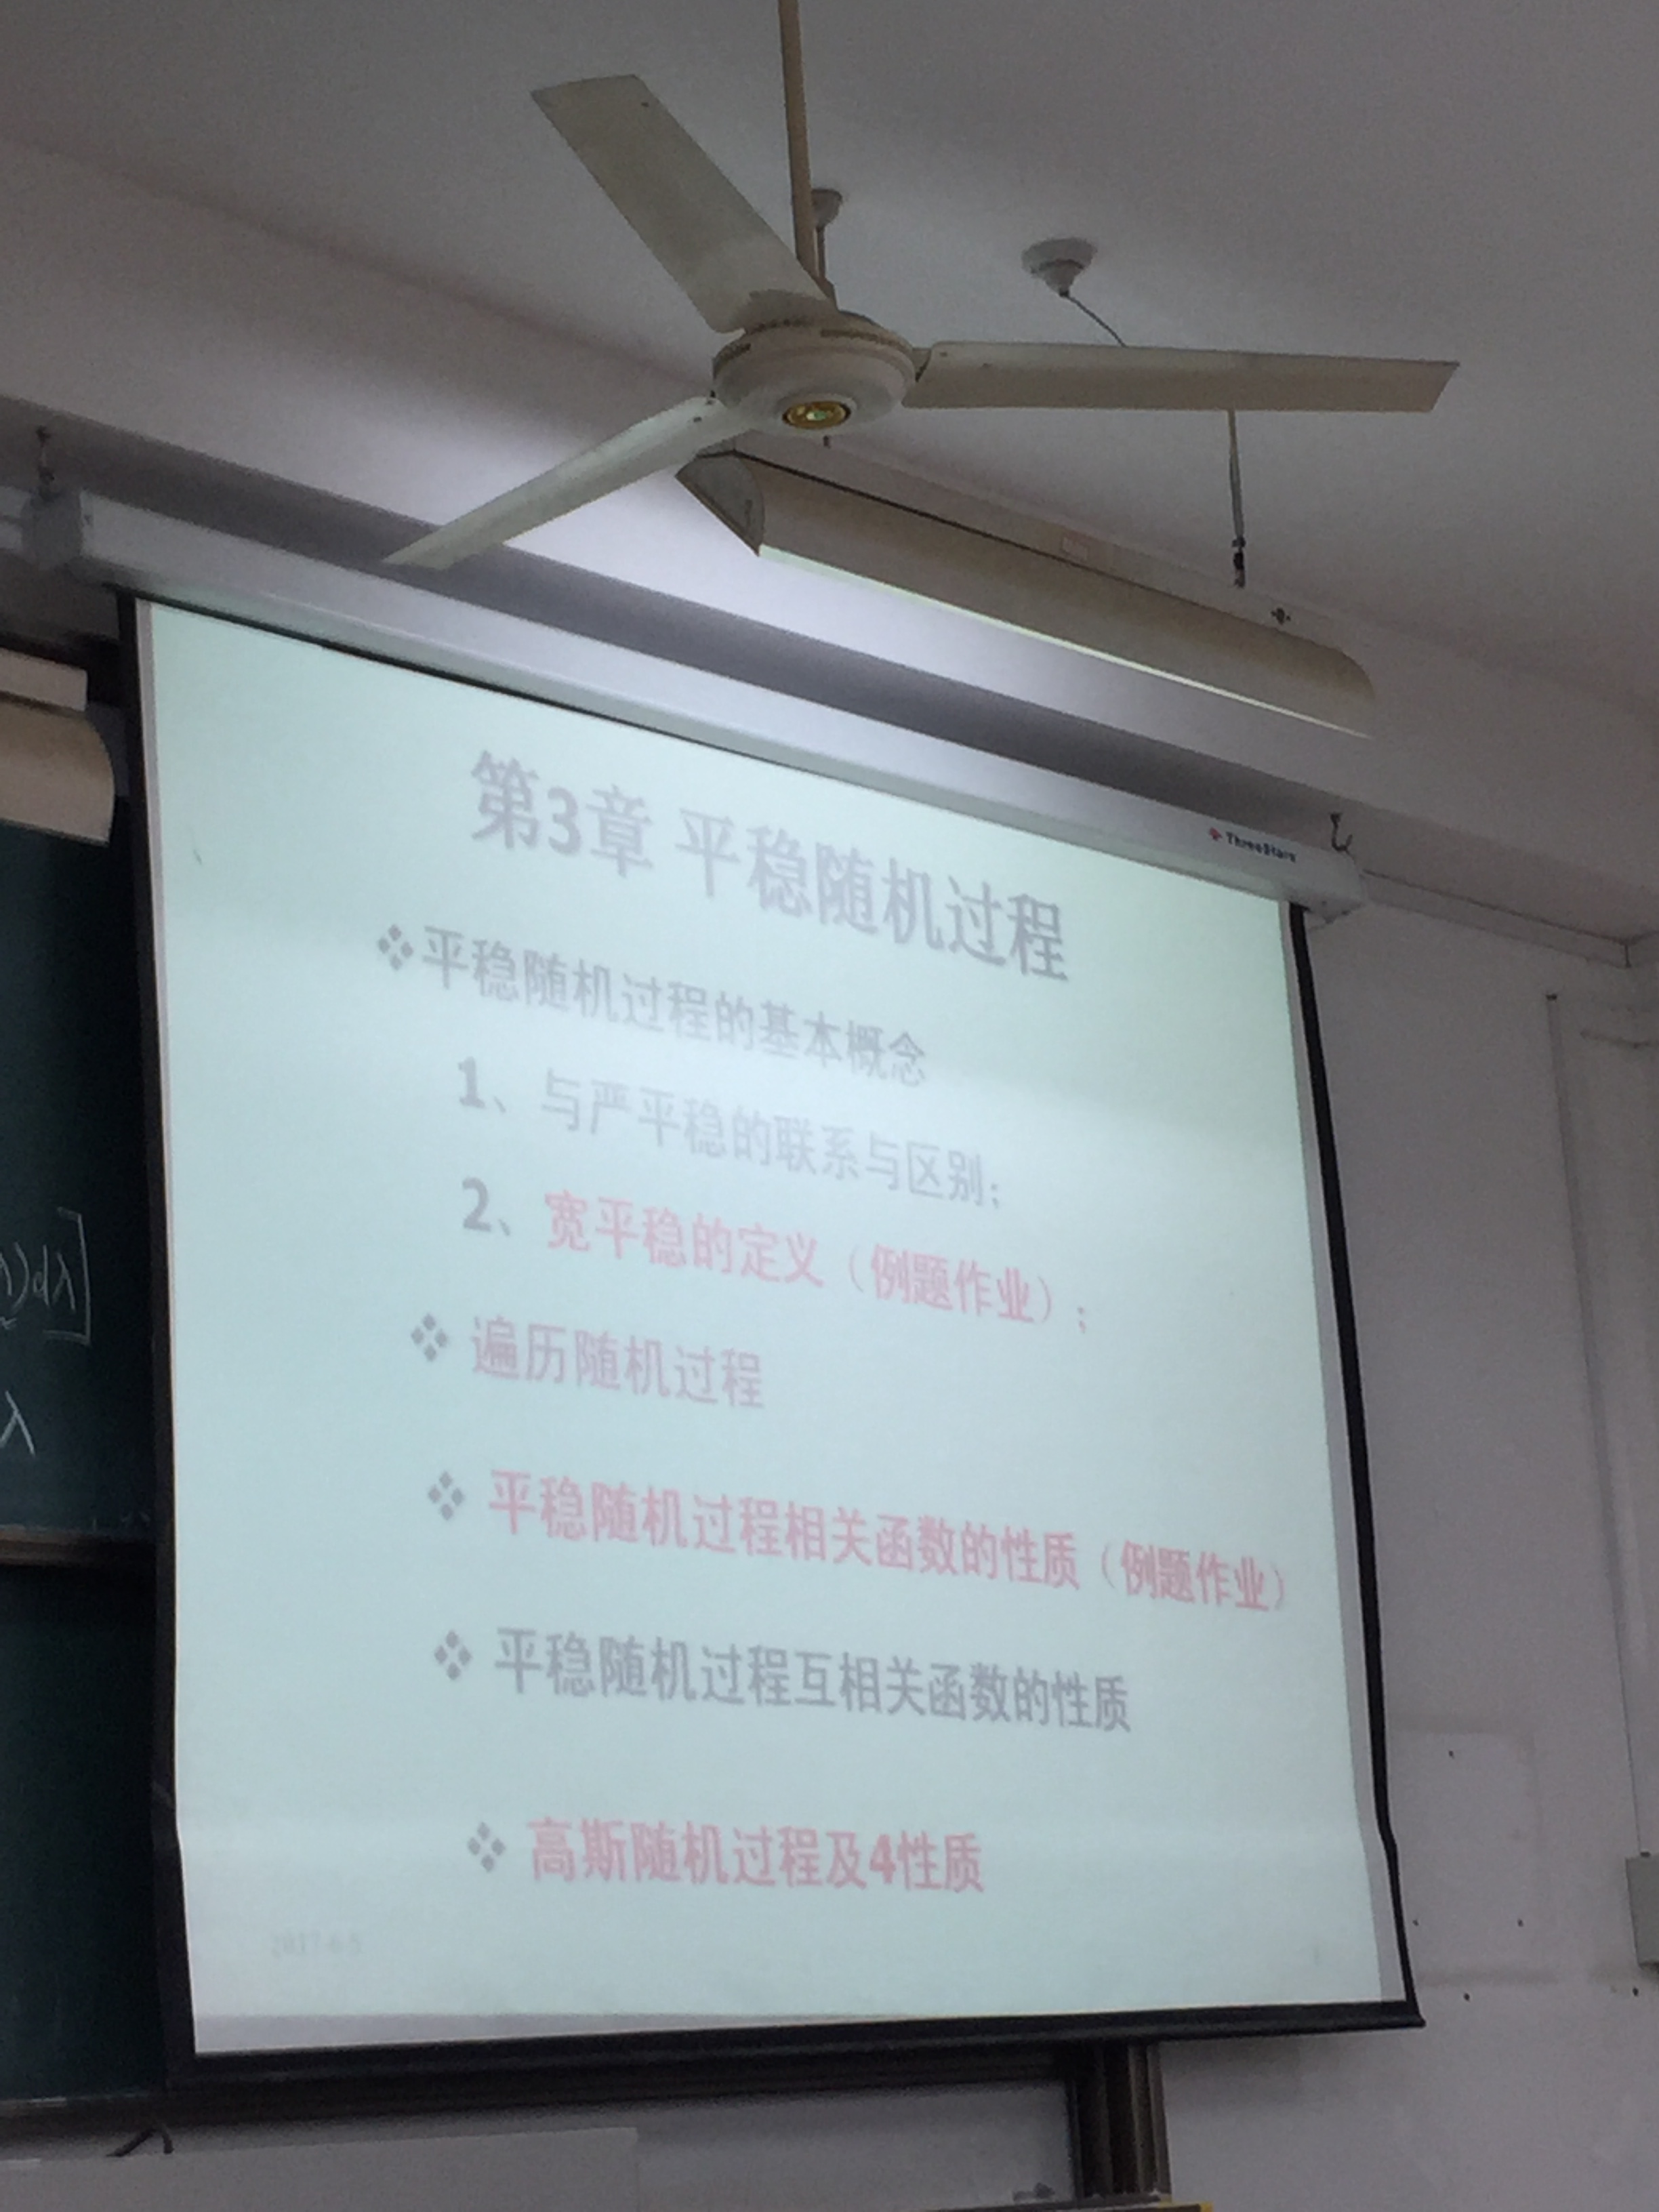 ThreeStars
第3章 平稳随机过程
❖平稳随机过程的基本概念
1、与严平稳的联系与区别；
2、宽平稳的定义（例题作业）；
❖ 遍历随机过程
❖ 平稳随机过程相关函数的性质（例题作业）
❖ 平稳随机过程互相关函数的性质
❖ 高斯随机过程及4性质
2017-6-5
)dλ]
λ